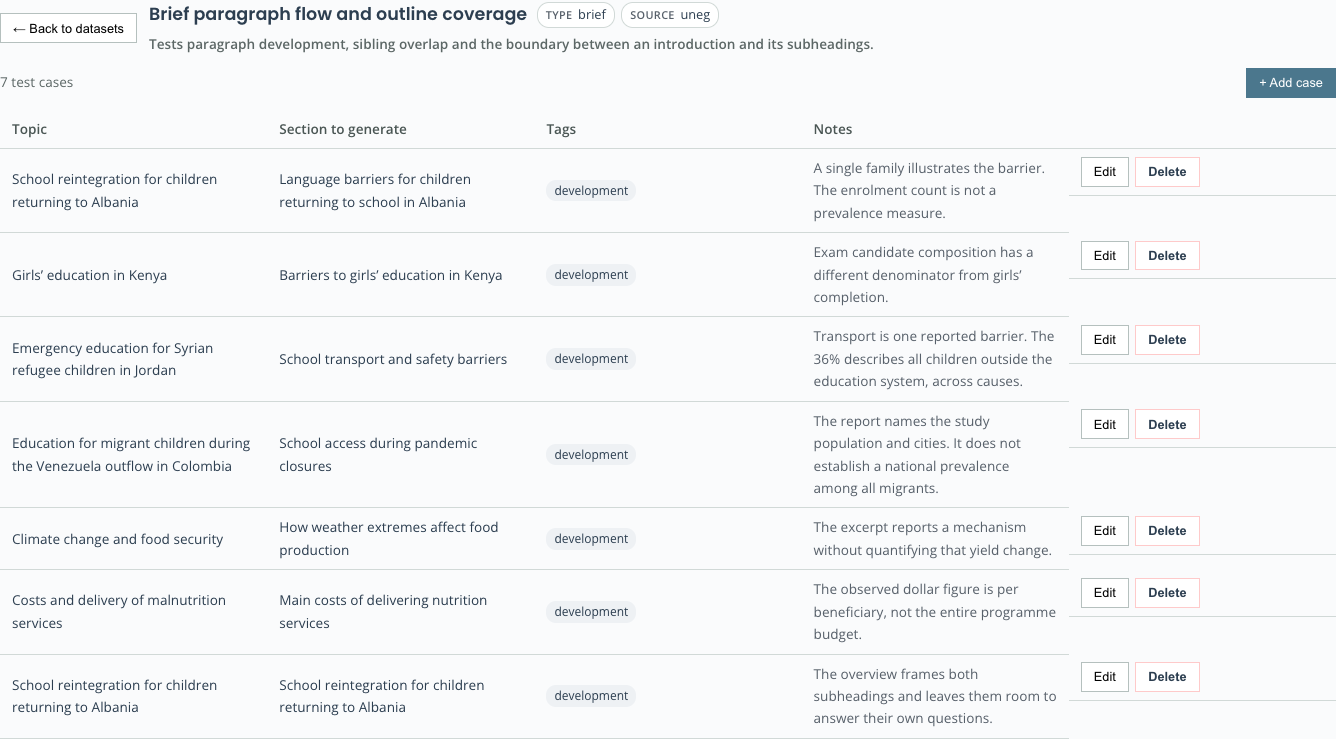 ← Back to datasets
Brief paragraph flow and outline coverage
TYPE brief
SOURCE uneg
Tests paragraph development, sibling overlap and the boundary between an introduction and its subheadings.
7 test cases
+ Add case
Topic
Section to generate
Tags
Notes
School reintegration for children
returning to Albania
Language barriers for children
returning to school in Albania
development
A single family illustrates the barrier.
The enrolment count is not a
prevalence measure.
Edit
Delete
Girls’ education in Kenya
Barriers to girls’ education in Kenya
development
Exam candidate composition has a
different denominator from girls’
completion.
Edit
Delete
Emergency education for Syrian
refugee children in Jordan
School transport and safety barriers
development
Transport is one reported barrier. The
36% describes all children outside the
education system, across causes.
Edit
Delete
Education for migrant children during
the Venezuela outflow in Colombia
School access during pandemic
closures
development
The report names the study
population and cities. It does not
establish a national prevalence
among all migrants.
Edit
Delete
Climate change and food security
How weather extremes affect food
production
development
The excerpt reports a mechanism
without quantifying that yield change.
Edit
Delete
Costs and delivery of malnutrition
services
Main costs of delivering nutrition
services
development
The observed dollar figure is per
beneficiary, not the entire programme
budget.
Edit
Delete
School reintegration for children
returning to Albania
School reintegration for children
returning to Albania
development
The overview frames both
subheadings and leaves them room to
answer their own questions.
Edit
Delete